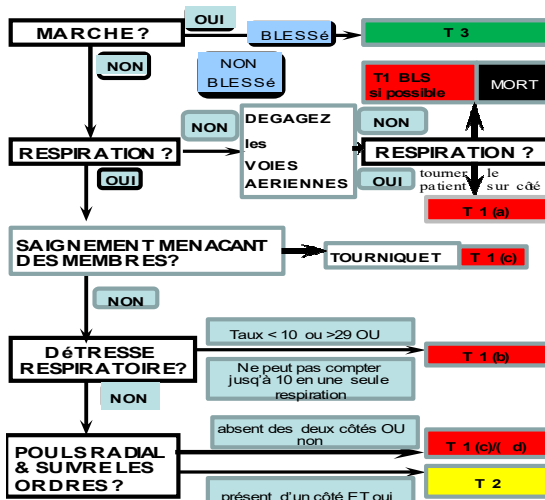 MARCHE ?
OUI
BLESSé
T 3
NON
NON
BLESSé
T1 BLS
si possible
MORT
RESPIRATION ?
NON
DEGAGEZ
les
VOIES
AERIENNES
NON
RESPIRATION ?
OUI
OUI
tourner le
patient sur côté
T 1 (a)
SAIGNEMENT MENAÇANT
DES MEMBRES?
TOURNIQUET
T 1 (c)
NON
DéTRESSE
RESPIRATOIRE?
Taux < 10 ou >29 OU
Ne peut pas compter
jusqu'à 10 en une seule
respiration
T 1 (b)
NON
POULS RADIAL
& SUIVRE LES
ORDRES ?
absent des deux côtés OU
non
T 1 (c)/( d)
T 2
présent d'un côté ET oui